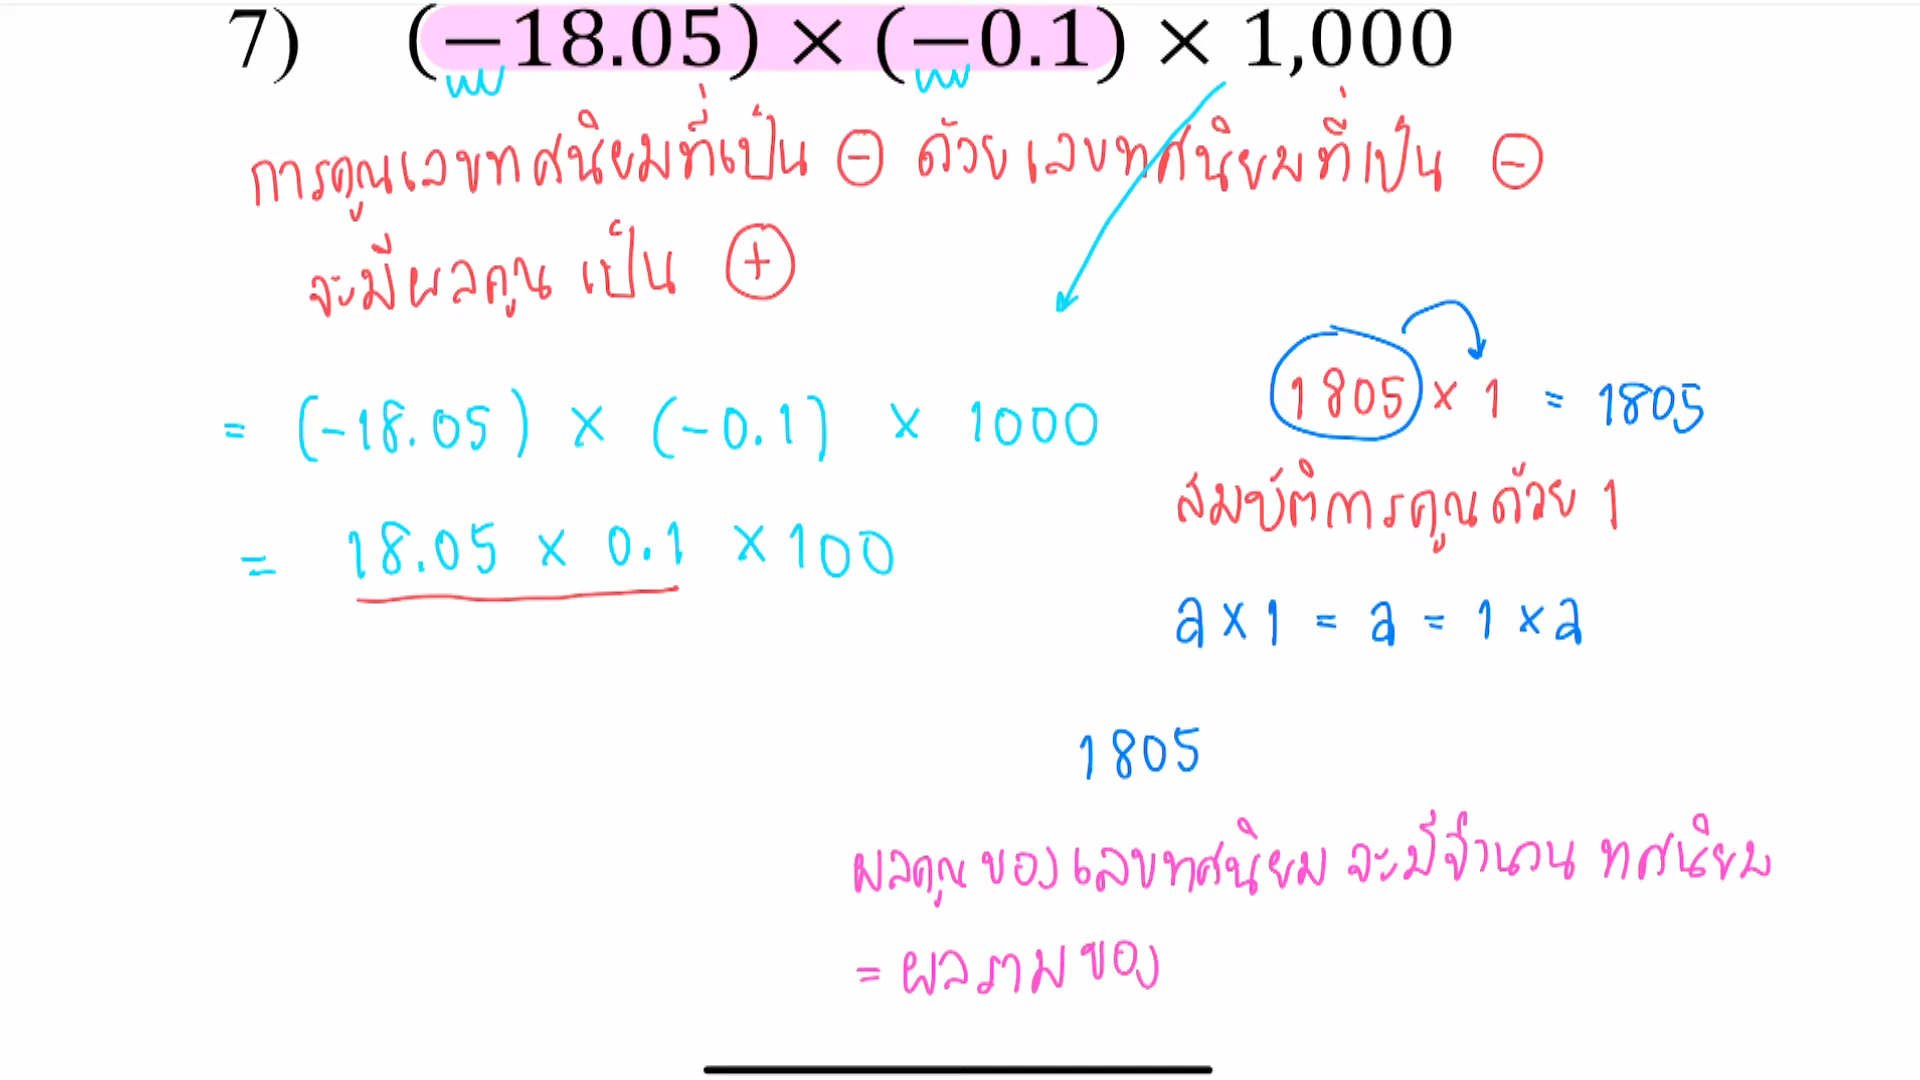 7) (−18.05) × (−0.1) × 1,000
การคูณเลขทศนิยมที่เป็น ⊖ ด้วยเลขทศนิยมที่เป็น ⊖
จะมีผลคูณ เป็น ⊕
1805 × 1 = 1805
= (-18.05) × (-0.1) × 1000
สมบัติการคูณด้วย 1
= 18.05 × 0.1 × 100
a × 1 = a = 1 × a
1805
ผลคูณ ของ เลขทศนิยม จะมีจำนวน ทศนิยม
= ผลรวม ของ